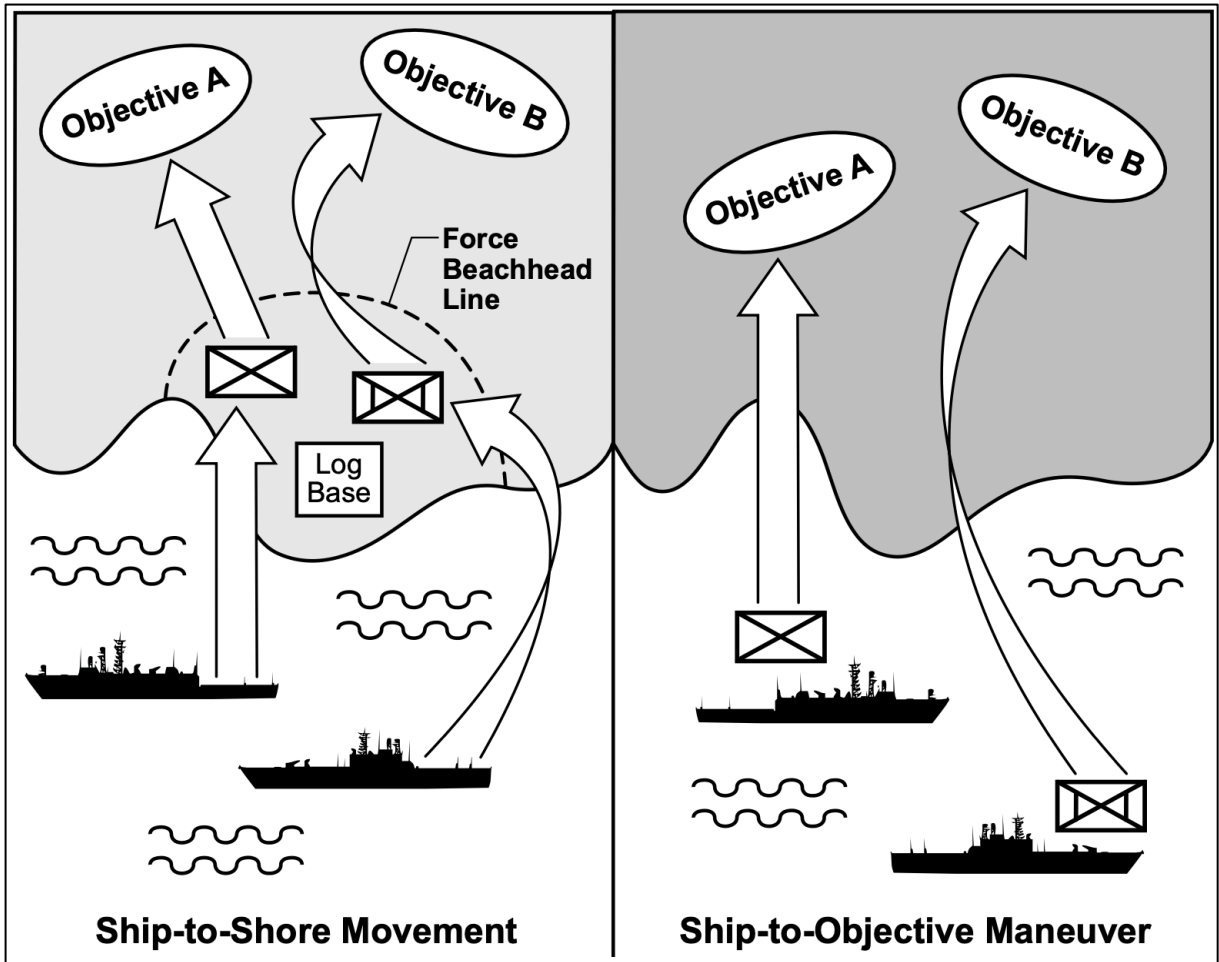 Objective A
Objective B
Force
Beachhead
Line
Log
Base
Ship-to-Shore Movement
Objective A
Objective B
Ship-to-Objective Maneuver